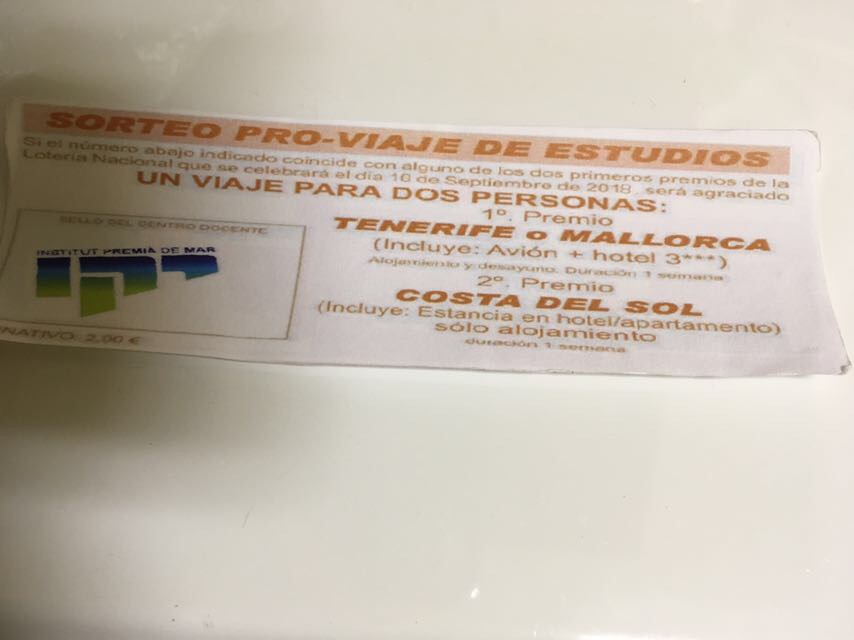 SORTEO PRO-VIAJE DE ESTUDIOS
Si el número abajo indicado coincide con alguno de los dos primeros premios de la
Lotería Nacional que se celebrará el día de Septiembre de 2018, será agraciado
UN VIAJE PARA DOS PERSONAS:
1º. Premio
TENERIFE o MALLORCA
(Incluye: Avión + hotel 3***)
Alojamiento y desayuno. Duración 1 semana
2º. Premio
COSTA DEL SOL
(Incluye: Estancia en hotel/apartamento)
sólo alojamiento
duración 1 semana
SELLO DEL CENTRO DOCENTE
INSTITUT PREMIÀ DE MAR
NATIVO: 2,00 €